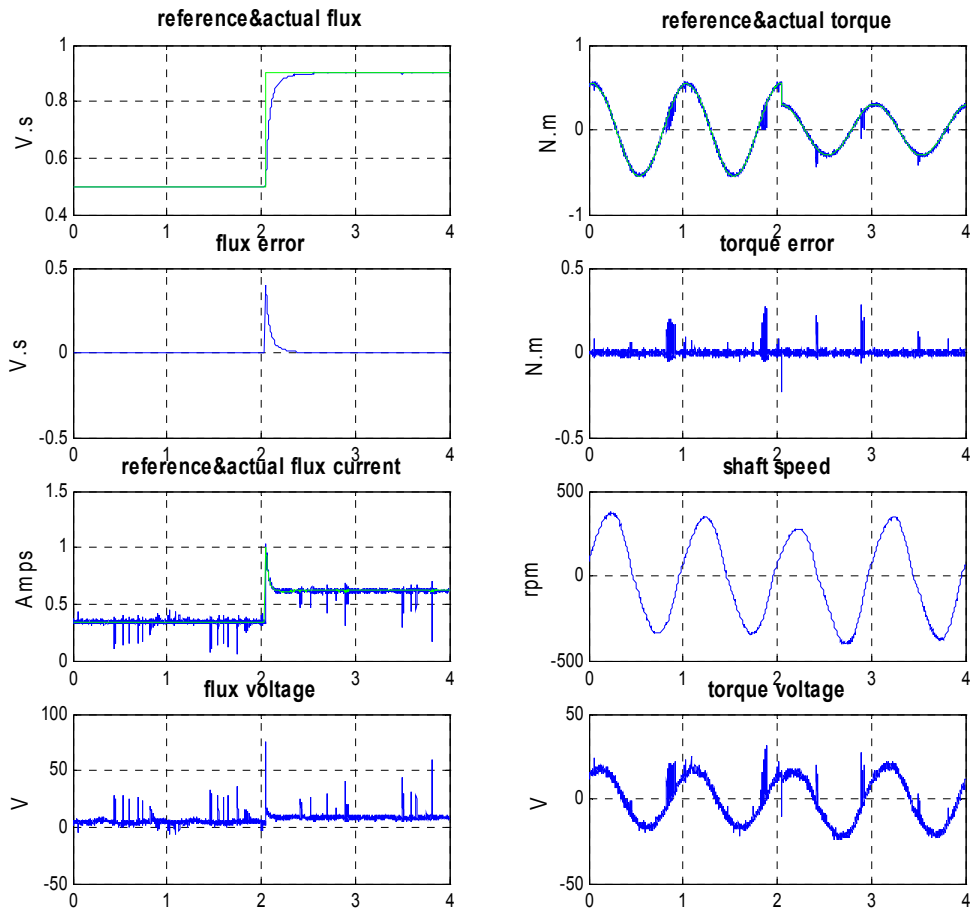 reference&actual flux
1
0.8
0.6
0.4
V.s
0 1 2 3 4
reference&actual torque
1
0
-1
N.m
0 1 2 3 4
flux error
0.5
0
-0.5
V.s
0 1 2 3 4
torque error
0.5
0
-0.5
N.m
0 1 2 3 4
reference&actual flux current
1.5
1
0.5
0
Amps
0 1 2 3 4
shaft speed
500
0
-500
rpm
0 1 2 3 4
flux voltage
100
50
0
-50
V
0 1 2 3 4
torque voltage
50
0
-50
V
0 1 2 3 4